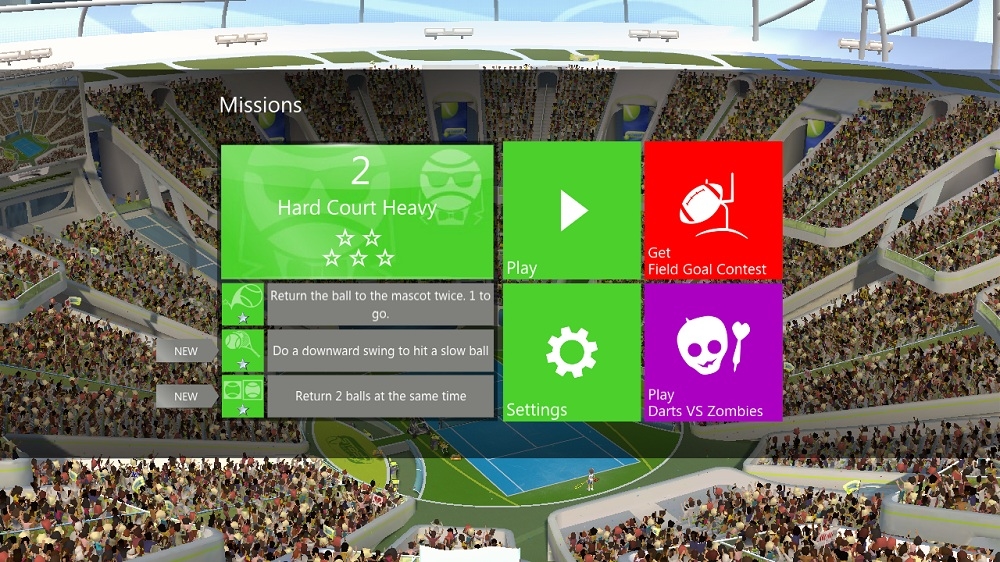 Missions
2
Hard Court Heavy
Return the ball to the mascot twice. 1 to
go.
NEW
Do a downward swing to hit a slow ball
NEW
Return 2 balls at the same time
Play
Get
Field Goal Contest
Settings
Play
Darts VS Zombies